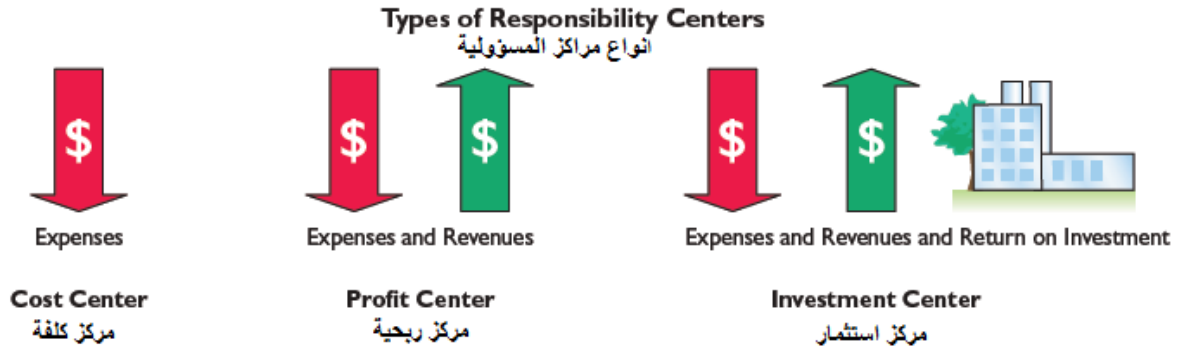 Types of Responsibility Centers
انواع مراكز المسؤولية
$ $ $ $ $
Expenses
Expenses and Revenues
Expenses and Revenues and Return on Investment
Cost Center
Profit Center
Investment Center
مركز كلفة
مركز ربحية
مركز استثمار